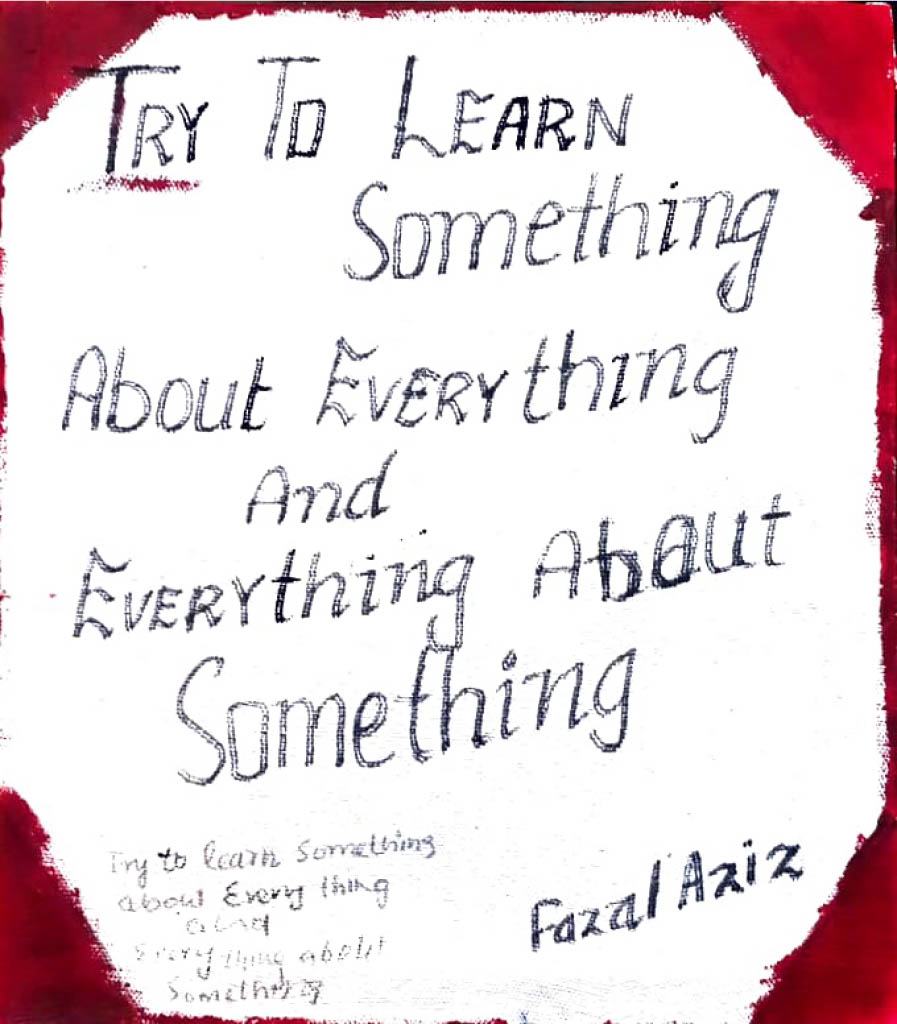 TRY TO LEARN
Something
About EVERYthing
And
EVERYthing About
Something
Try to learn Something
about Every thing
and
Every thing about
Something
Fazal Aziz